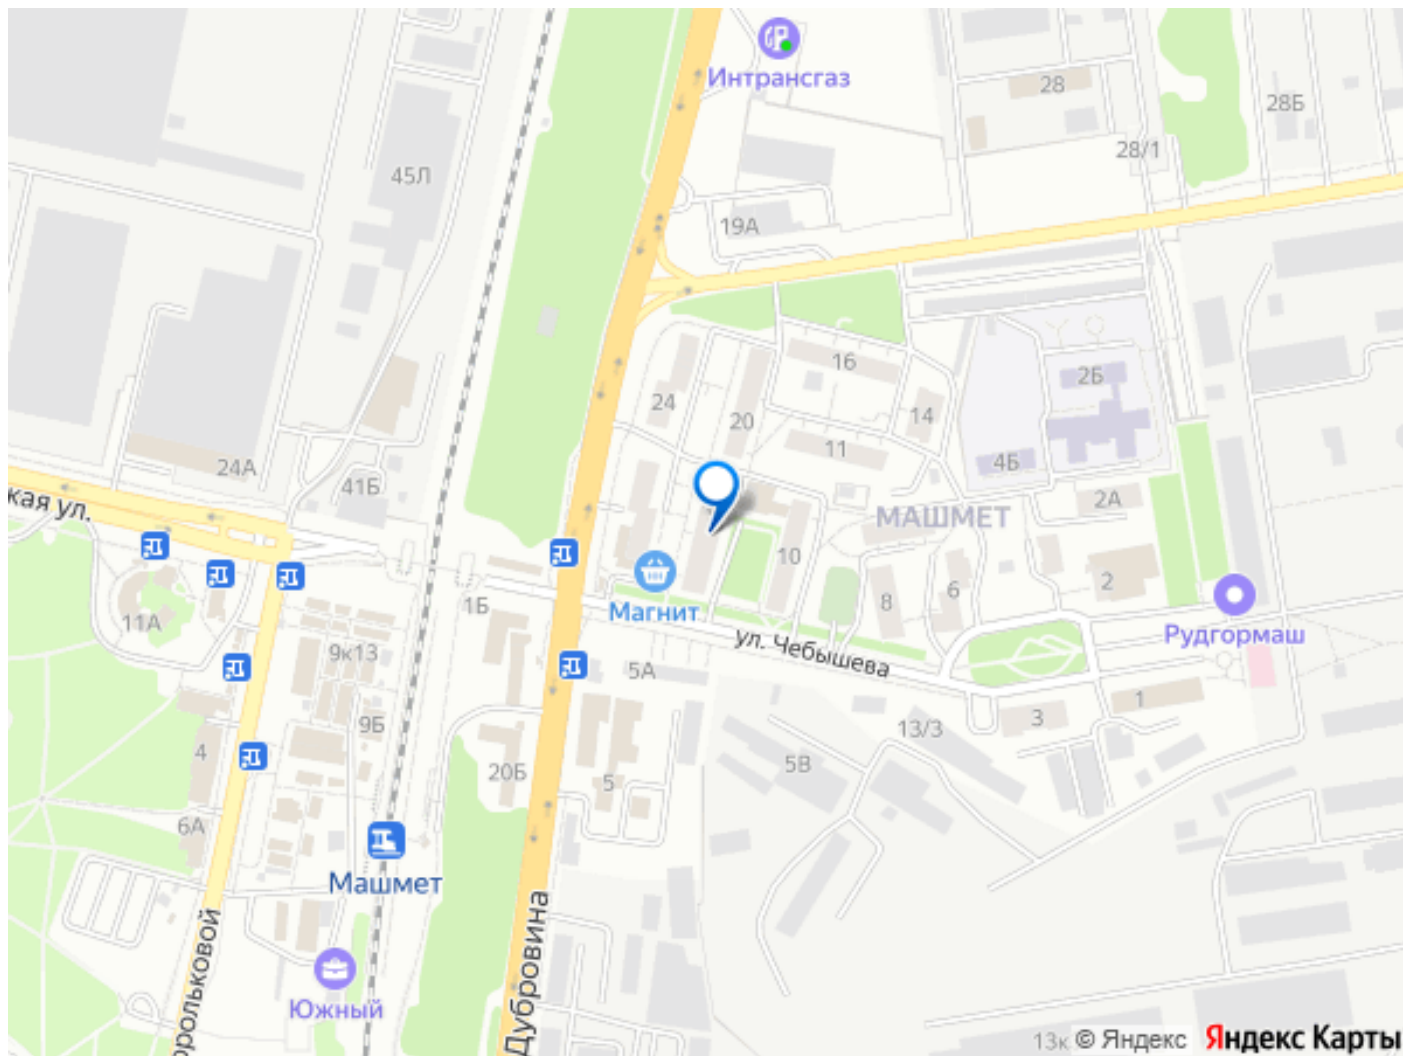 Интрансгаз
28
28Б
28/1
45Л
19А
16
2Б
24
20
14
11
4Б
24А
41Б
2А
кая ул.
МАШМЕТ
10
2
8
6
11А
1Б
Магнит
ул. Чебышева
Рудгормаш
9к13
5А
9Б
1
3
13/3
4
20Б
5
5В
6А
Машмет
Дубровина
орольковой
Южный
13к
© Яндекс
Яндекс Карты